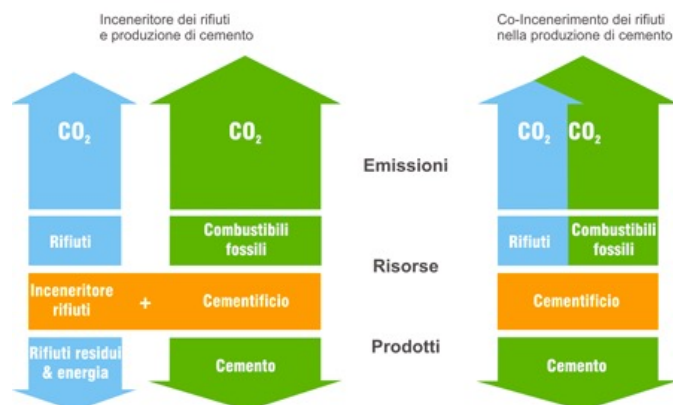 Inceneritore dei rifiuti
e produzione di cemento
Co-Incenerimento dei rifiuti
nella produzione di cemento
CO₂
CO₂
Emissioni
CO₂
CO₂
Rifiuti
Combustibili
fossili
Risorse
Rifiuti
Combustibili
fossili
Inceneritore
rifiuti
+
Cementificio
Cementificio
Rifiuti residui
& energia
Cemento
Prodotti
Cemento